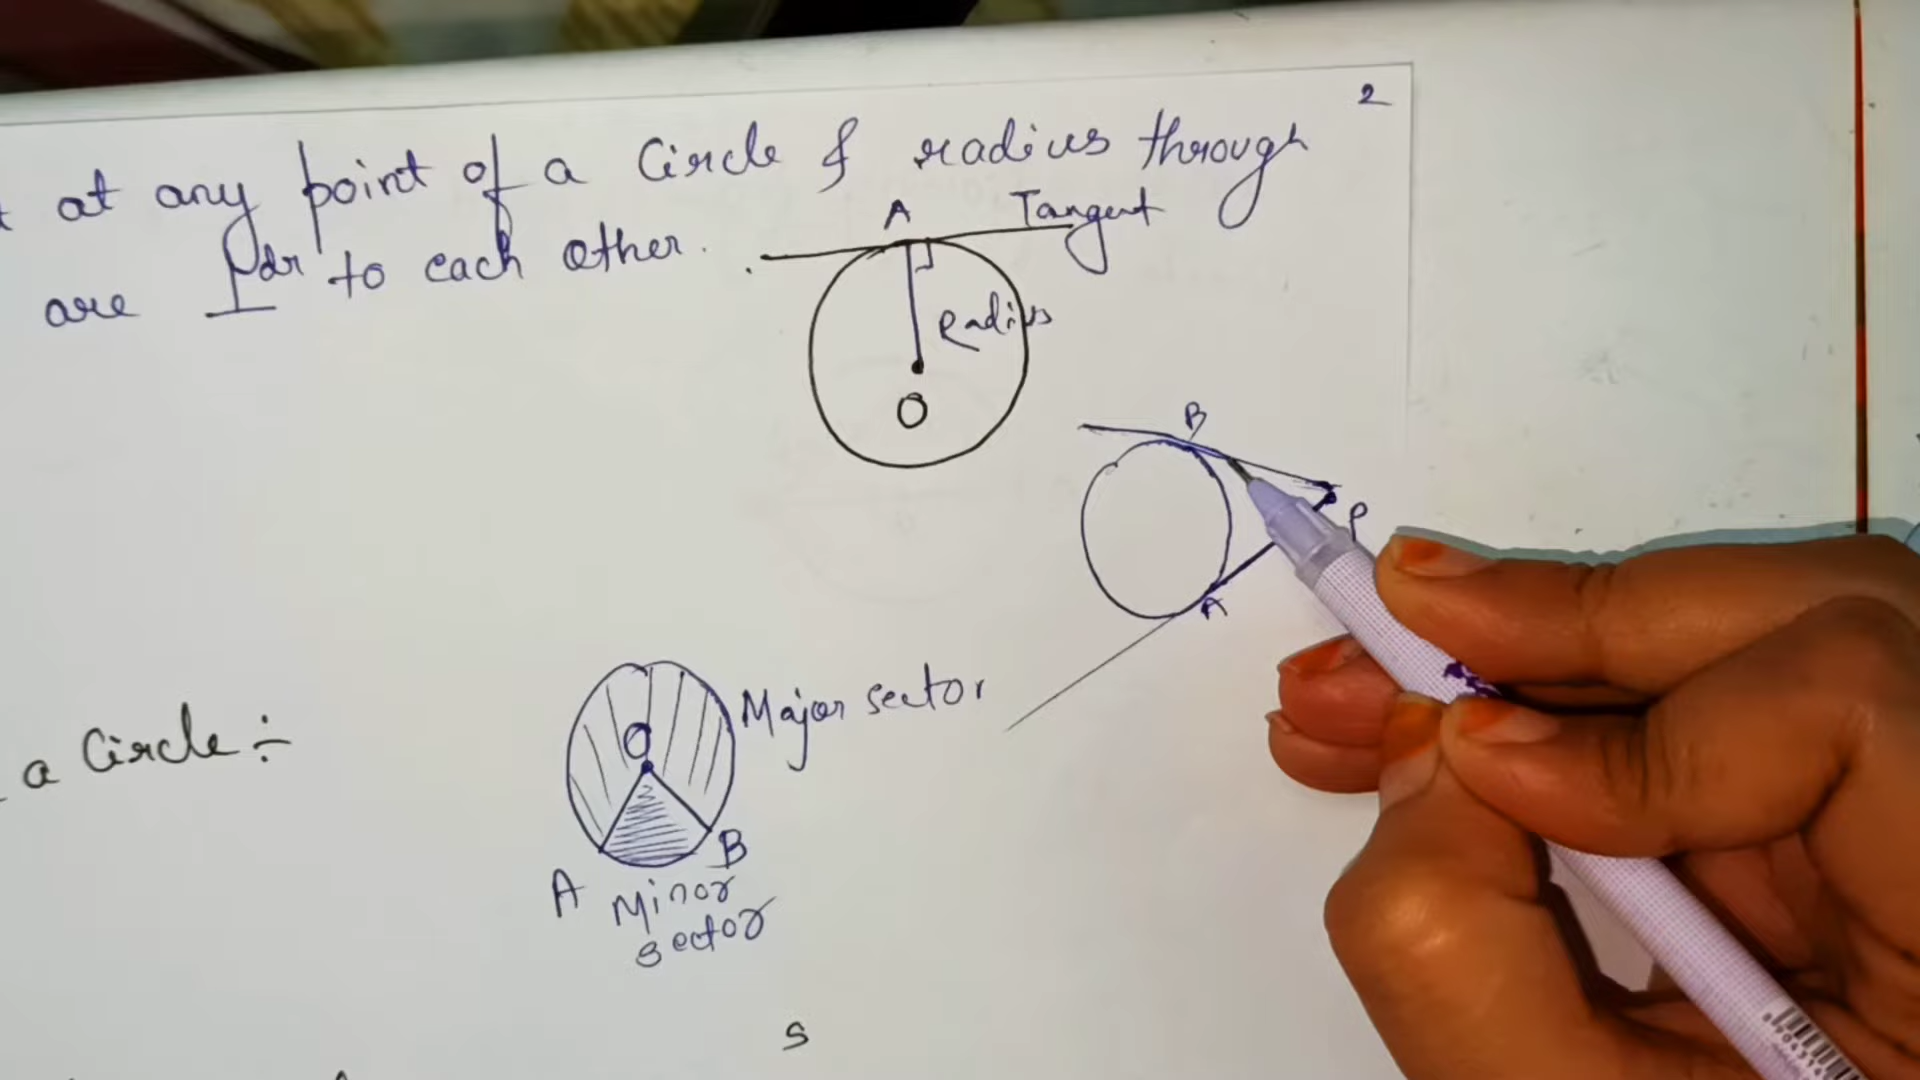 2
at any point of a Circle & radius through
are ⊥dr to each other.
A
Tangent
Radius
O
B
P
A
a Circle :-
O
Major sector
A
B
Minor
sector
S